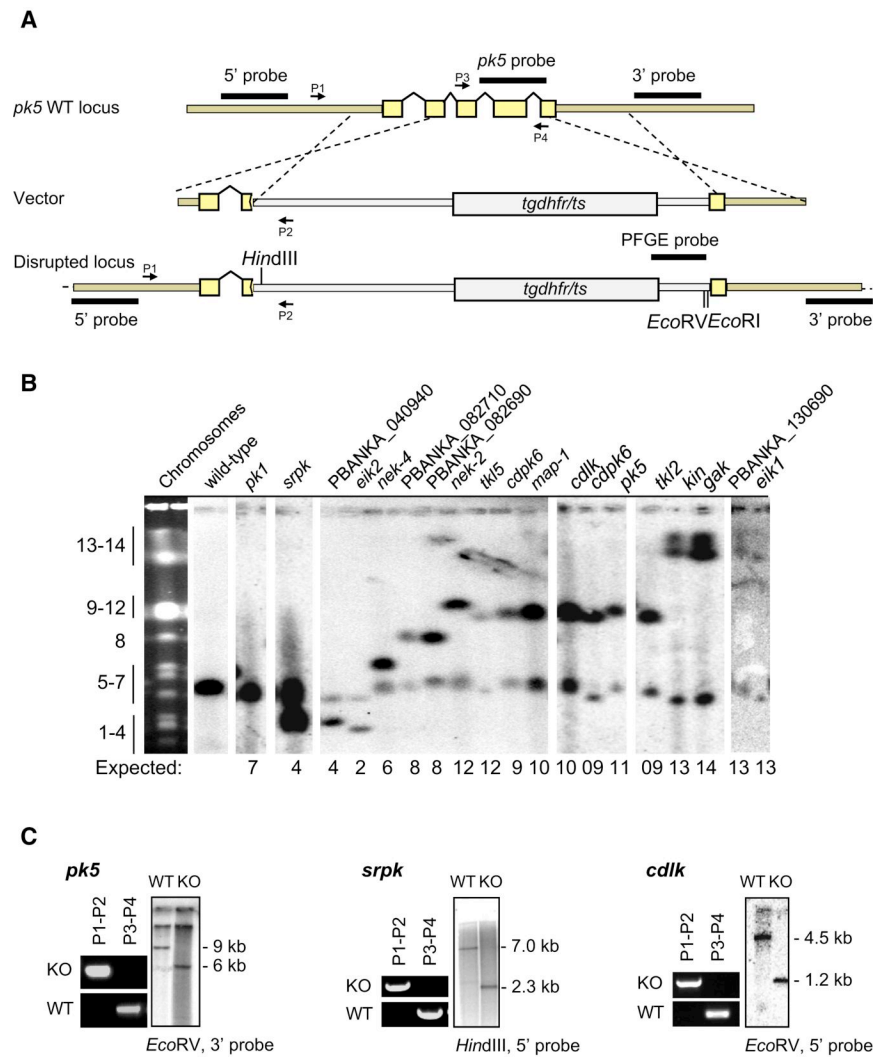 A
pk5 probe
5' probe
P1
P3
3' probe
pk5 WT locus
P4
Vector
tgdhfr/ts
P2
PFGE probe
Disrupted locus
P1
HindIII
tgdhfr/ts
P2
5' probe
EcoRV EcoRI
3' probe
B
Chromosomes
wild-type
pk1
srpk
PBANKA_040940
eik2
nek-4
PBANKA_082710
PBANKA_082690
nek-2
tkl5
cdpk6
map-1
cdlk
cdpk6
pk5
tkl2
kin
gak
PBANKA_130690
eik1
13-14
9-12
8
5-7
1-4
Expected: 7 4 4 2 6 8 8 12 12 9 10 10 09 11 09 13 14 13 13
C
pk5
WT KO
P1-P2
P3-P4
- 9 kb
- 6 kb
KO
WT
EcoRV, 3' probe
srpk
WT KO
P1-P2
P3-P4
- 7.0 kb
- 2.3 kb
KO
WT
HindIII, 5' probe
cdlk
WT KO
P1-P2
P3-P4
- 4.5 kb
- 1.2 kb
KO
WT
EcoRV, 5' probe